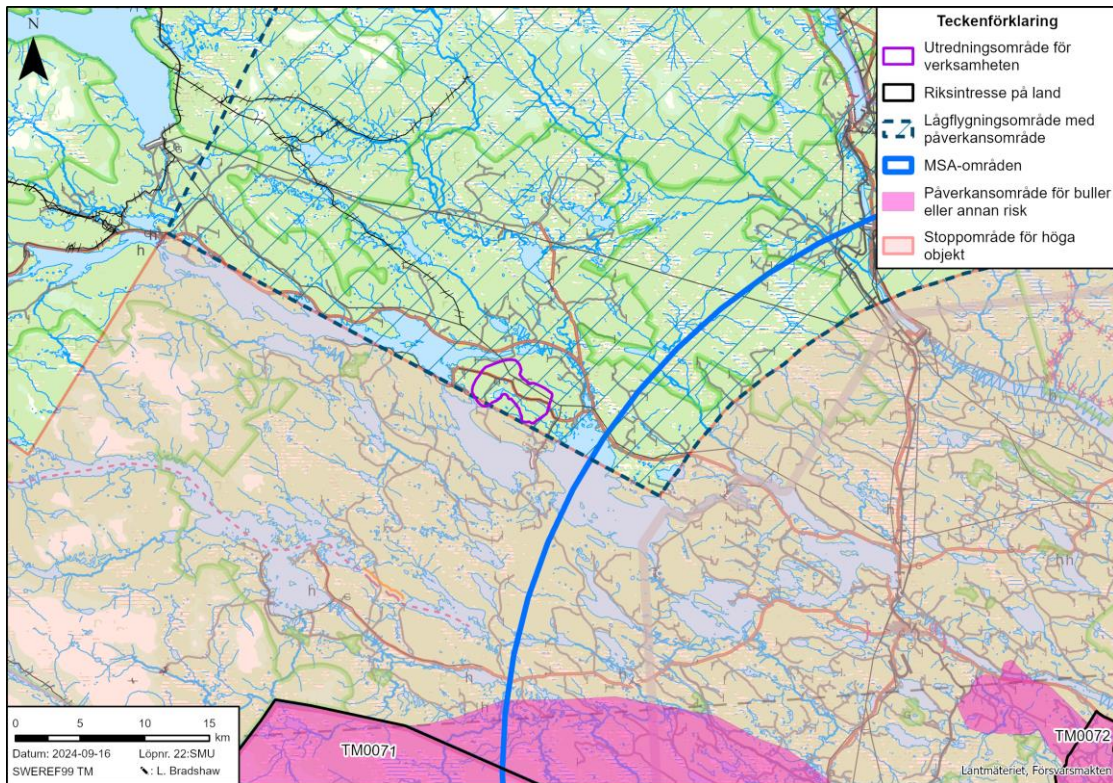 N
Teckenförklaring
Utredningsområde för
verksamheten
Riksintresse på land
Lågflygningsområde med
påverkansområde
MSA-områden
Påverkansområde för buller
eller annan risk
Stoppområde för höga
objekt
TM0071
TM0072
0 5 10 15
km
Datum: 2024-09-16 Löpnr. 22:SMU
SWEREF99 TM : L. Bradshaw
Lantmäteriet, Försvarsmakten